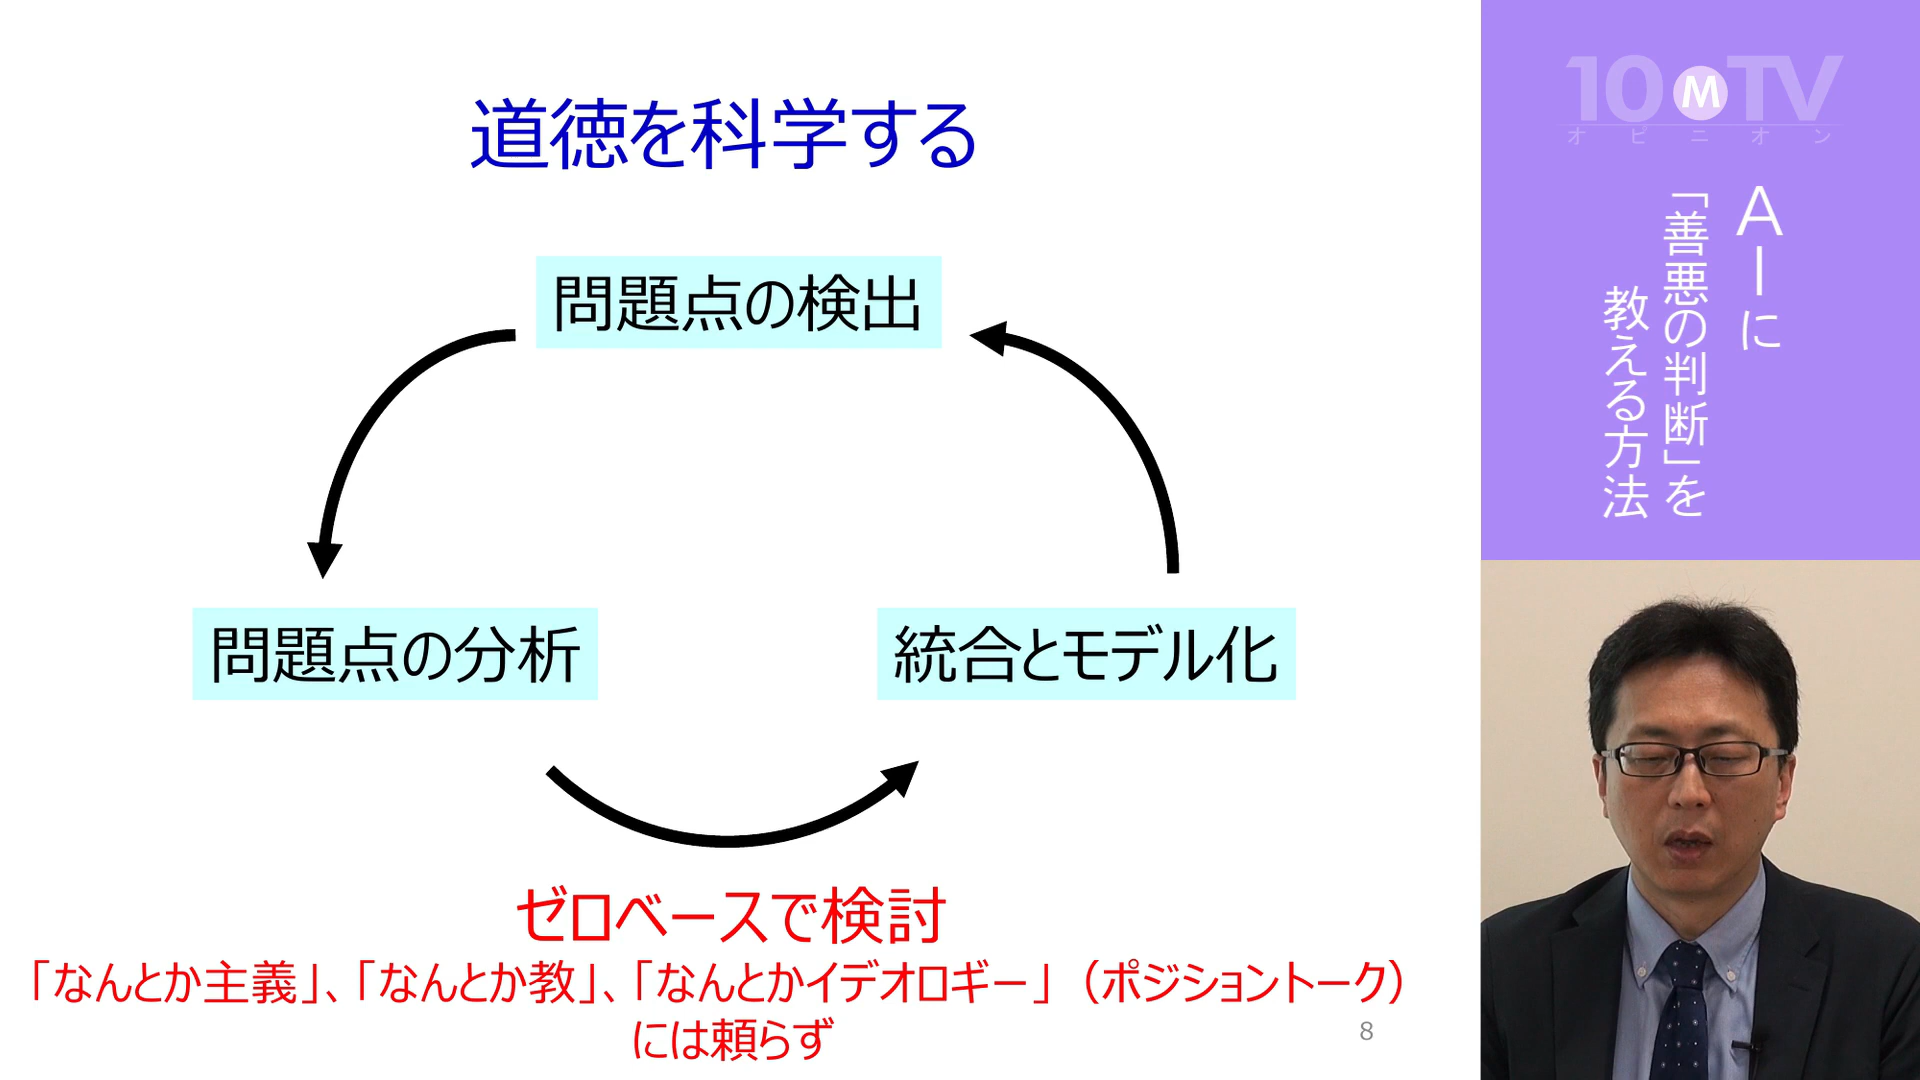 道徳を科学する
問題点の検出
問題点の分析
統合とモデル化
ゼロベースで検討
「なんとか主義」、「なんとか教」、「なんとかイデオロギー」（ポジショントーク）
には頼らず
8
10MTV
オピニオン
AIに
「善悪の判断」を
教える方法